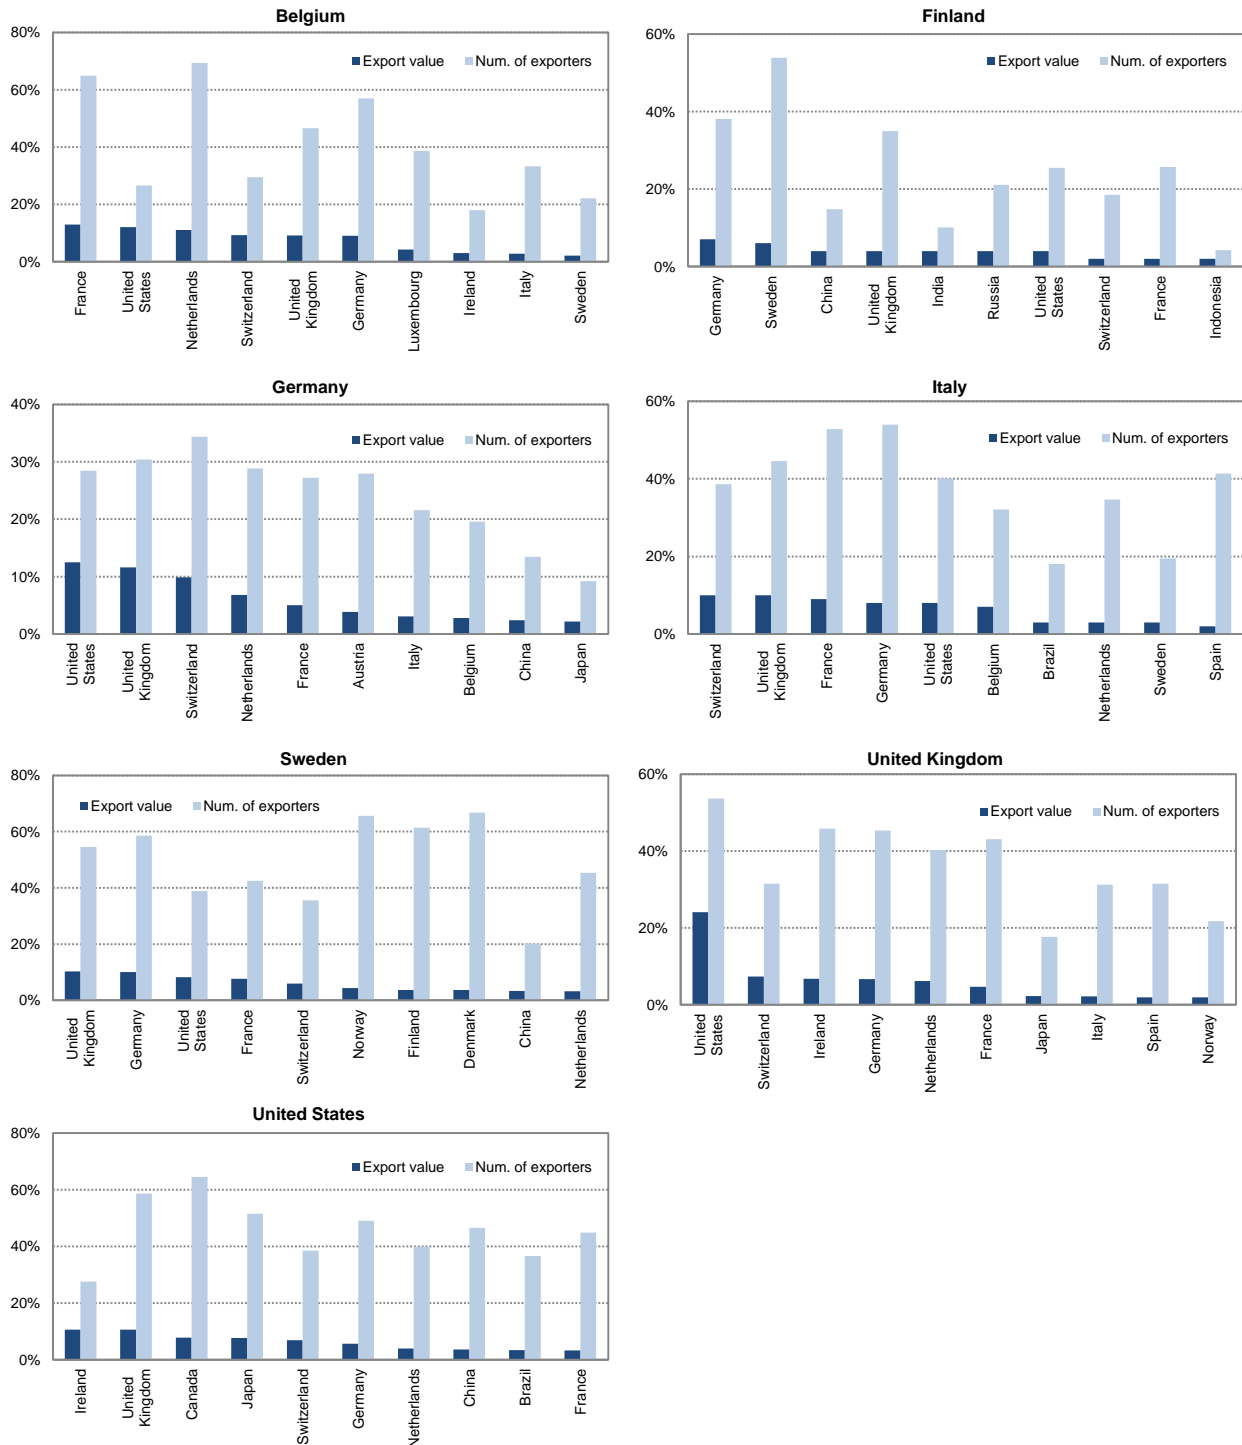 Belgium
80%
60%
40%
20%
0%
Export value
Num. of exporters
France
United
States
Netherlands
Switzerland
United
Kingdom
Germany
Luxembourg
Ireland
Italy
Sweden
Finland
60%
40%
20%
0%
Export value
Num. of exporters
Germany
Sweden
China
United
Kingdom
India
Russia
United
States
Switzerland
France
Indonesia
Germany
40%
30%
20%
10%
0%
Export value
Num. of exporters
United
States
United
Kingdom
Switzerland
Netherlands
France
Austria
Italy
Belgium
China
Japan
Italy
60%
40%
20%
0%
Export value
Num. of exporters
Switzerland
United
Kingdom
France
Germany
United
States
Belgium
Brazil
Netherlands
Sweden
Spain
Sweden
80%
60%
40%
20%
0%
Export value
Num. of exporters
United
Kingdom
Germany
United
States
France
Switzerland
Norway
Finland
Denmark
China
Netherlands
United Kingdom
60%
40%
20%
0%
Export value
Num. of exporters
United
States
Switzerland
Ireland
Germany
Netherlands
France
Japan
Italy
Spain
Norway
United States
80%
60%
40%
20%
0%
Export value
Num. of exporters
Ireland
United
Kingdom
Canada
Japan
Switzerland
Germany
Netherlands
China
Brazil
France